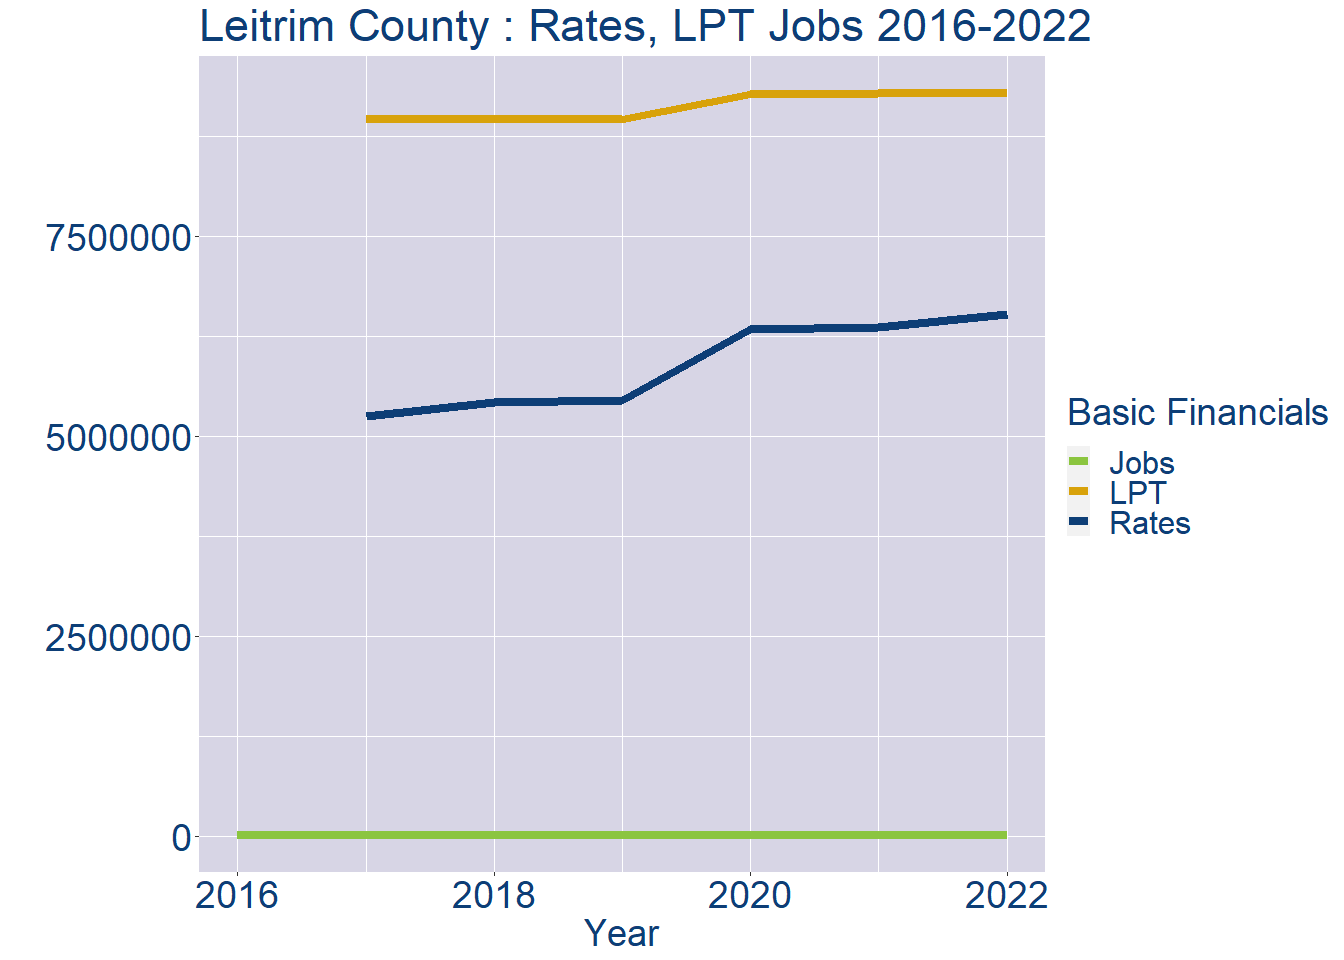 Leitrim County : Rates, LPT Jobs 2016-2022
7500000
5000000
2500000
0
2016 2018 2020 2022
Year
Basic Financials
Jobs
LPT
Rates